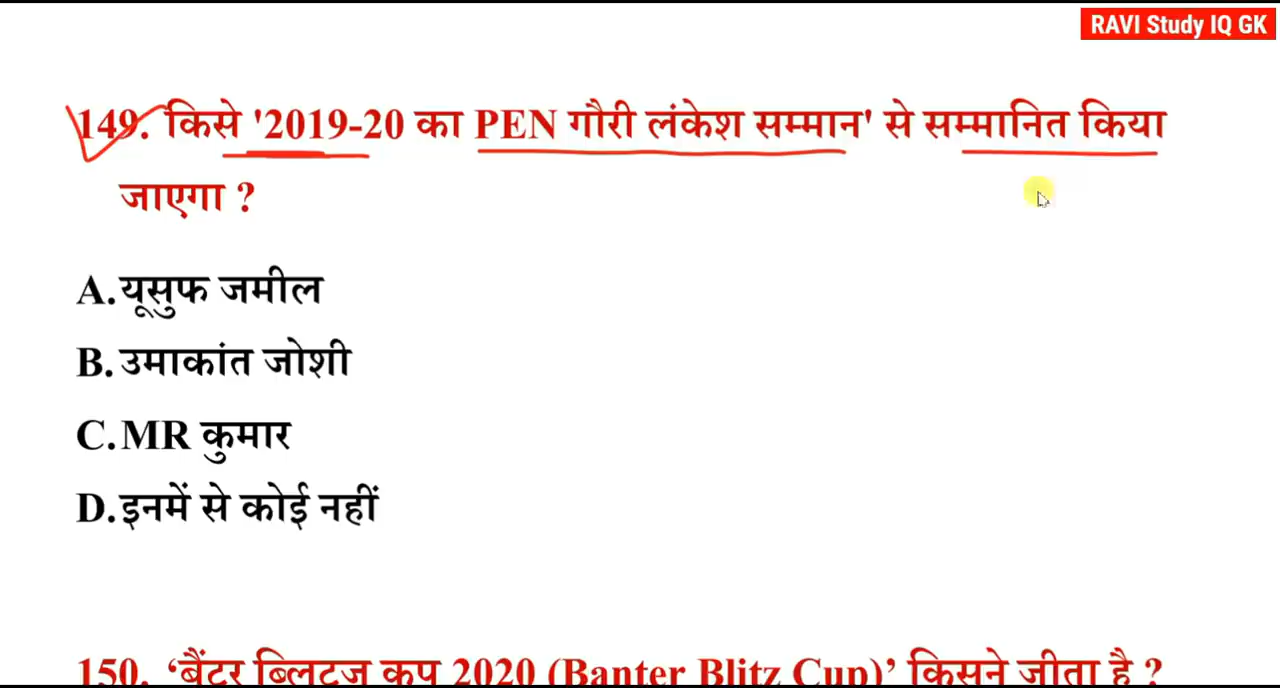 RAVI Study IQ GK
149. किसे '2019-20 का PEN गौरी लंकेश सम्मान' से सम्मानित किया
जाएगा ?
A.यूसुफ जमील
B.उमाकांत जोशी
C.MR कुमार
D.इनमें से कोई नहीं
150. ‘बैंटर ब्लिटज कप 2020 (Banter Blitz Cup)’ किसने जीता है ?